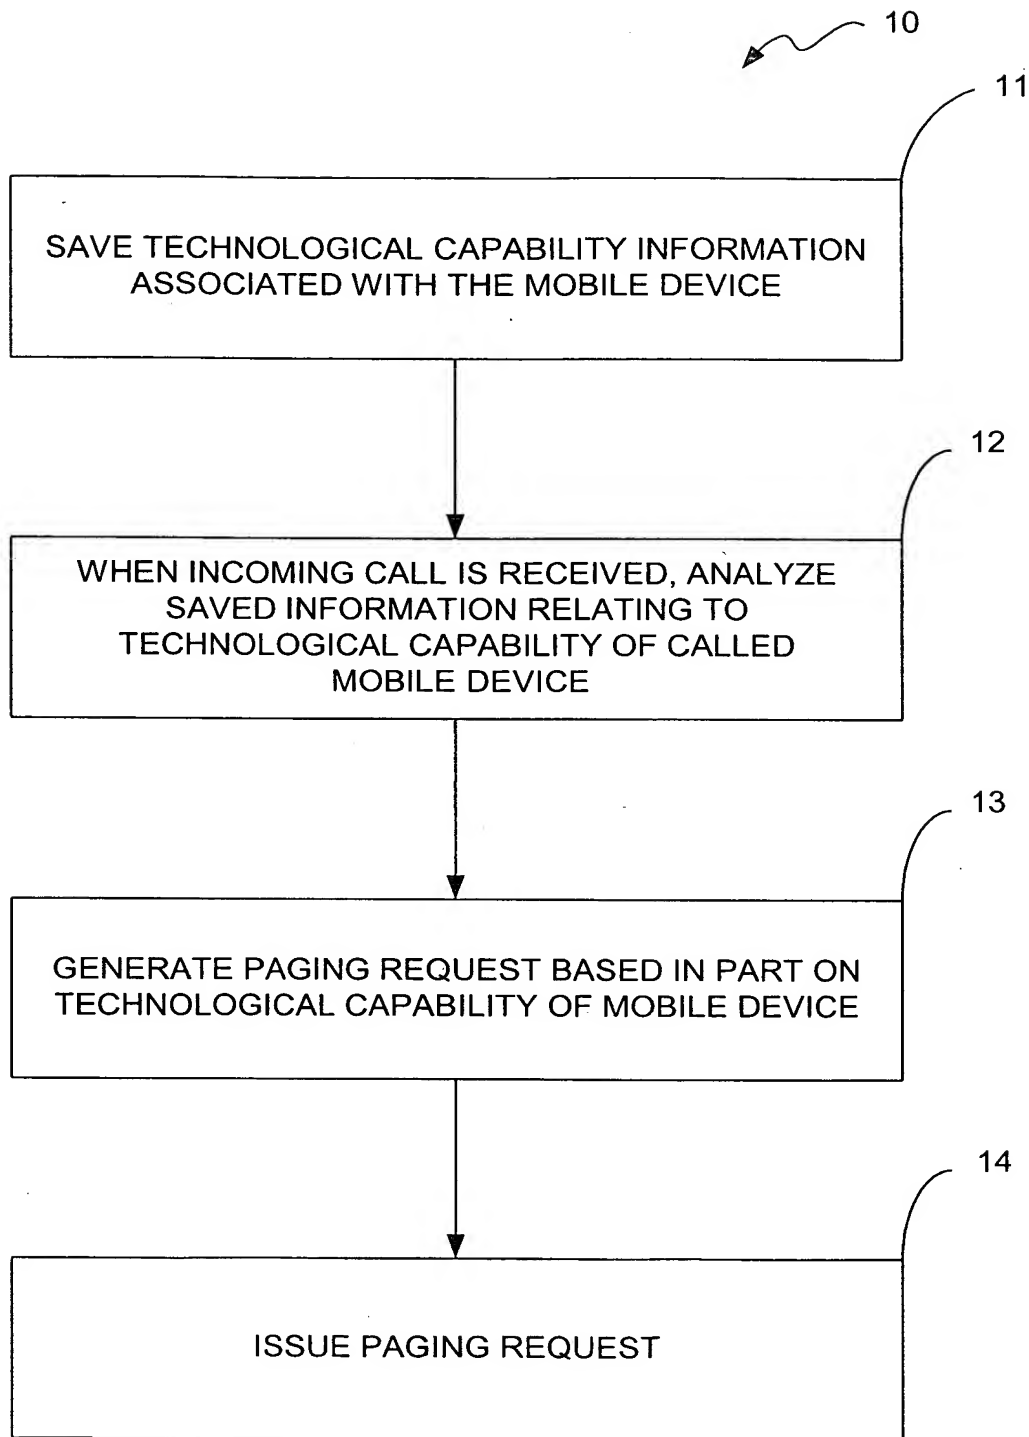 10
11
SAVE TECHNOLOGICAL CAPABILITY INFORMATION
ASSOCIATED WITH THE MOBILE DEVICE
12
WHEN INCOMING CALL IS RECEIVED, ANALYZE
SAVED INFORMATION RELATING TO
TECHNOLOGICAL CAPABILITY OF CALLED
MOBILE DEVICE
13
GENERATE PAGING REQUEST BASED IN PART ON
TECHNOLOGICAL CAPABILITY OF MOBILE DEVICE
14
ISSUE PAGING REQUEST